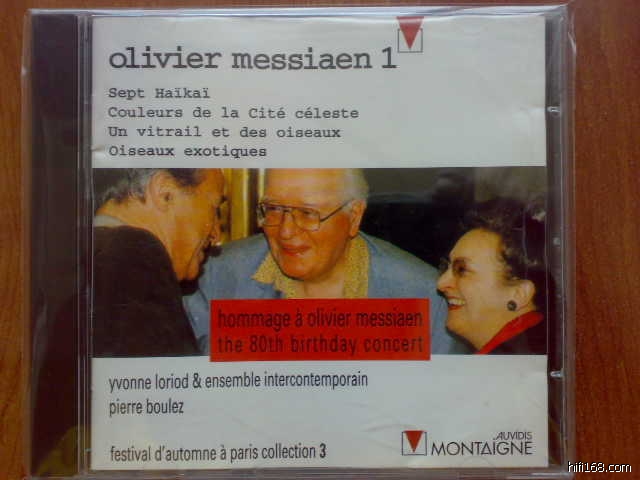 olivier messiaen 1
Sept Haïkaï
Couleurs de la Cité céleste
Un vitrail et des oiseaux
Oiseaux exotiques
hommage à olivier messiaen
the 80th birthday concert
yvonne loriod & ensemble intercontemporain
pierre boulez
festival d'automne à paris collection 3
AUVIDIS
MONTAIGNE
hifi168.com